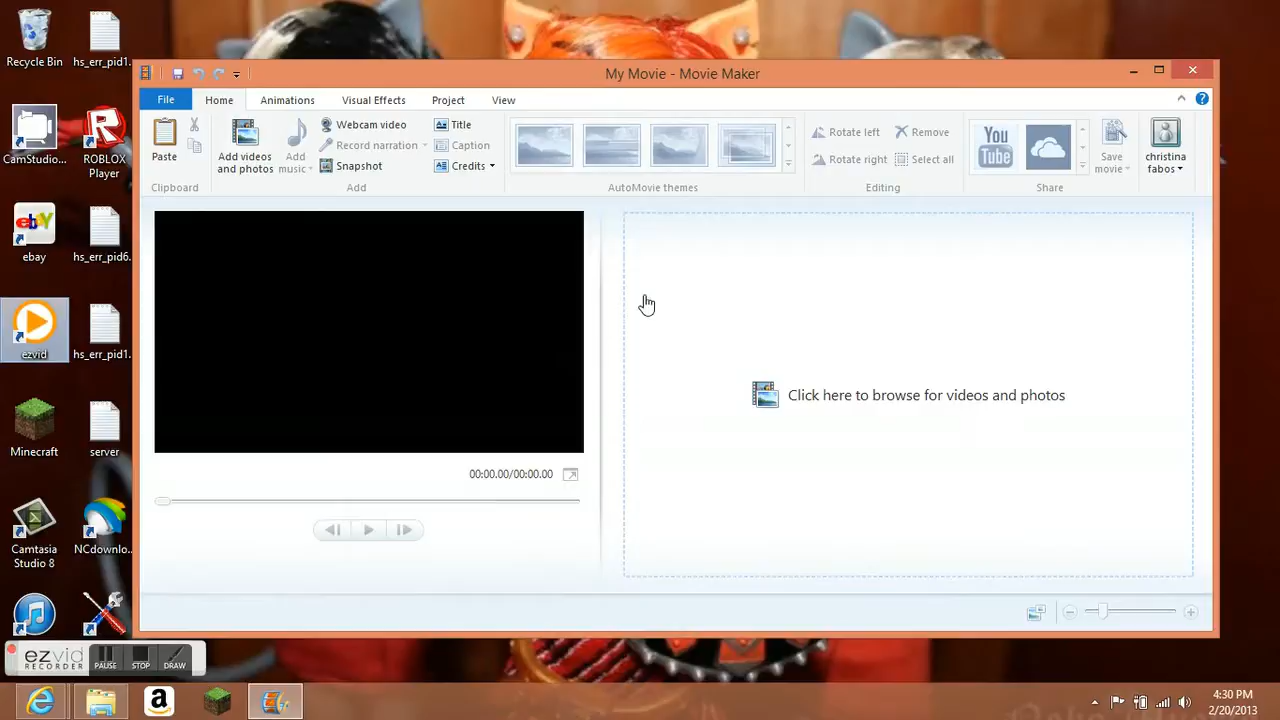 Recycle Bin
hs_err_pid1...
CamStudio...
ROBLOX
Player
ebay
hs_err_pid6...
ezvid
hs_err_pid1...
Minecraft
server
Camtasia
Studio 8
NCdownlo...
My Movie - Movie Maker
File Home Animations Visual Effects Project View
Paste
Clipboard
Add videos
and photos
Add
music
Webcam video
Record narration
Snapshot
Title
Caption
Credits
Add
AutoMovie themes
Rotate left
Remove
Rotate right
Select all
Editing
You
Tube
Share
Save
movie
christina
fabos
00:00.00/00:00.00
Click here to browse for videos and photos
ezvid
RECORDER
PAUSE STOP DRAW
4:30 PM
2/20/2013